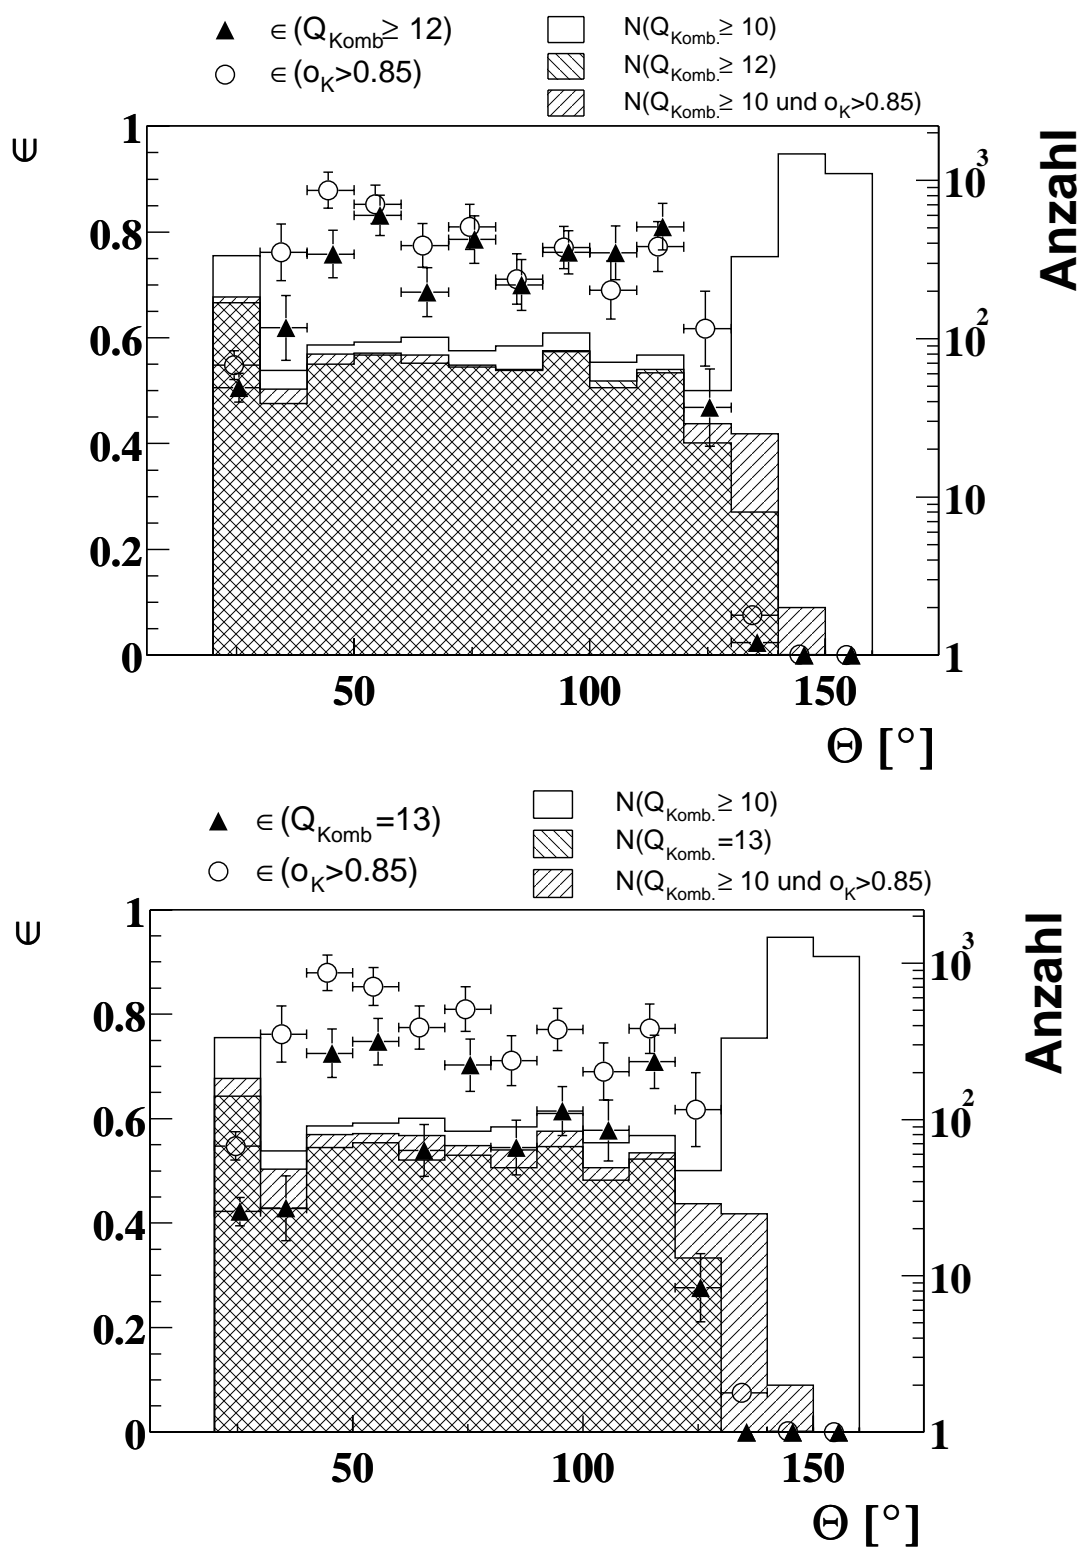 ∈(Q_Komb ≥ 12)
∈(o_K>0.85)
N(Q_Komb. ≥ 10)
N(Q_Komb. ≥ 12)
N(Q_Komb. ≥ 10 und o_K>0.85)
∈
Anzahl
1
0.8
0.6
0.4
0.2
0
10^3
10^2
10
1
50
100
150
Θ [°]
∈(Q_Komb =13)
∈(o_K>0.85)
N(Q_Komb. ≥ 10)
N(Q_Komb. =13)
N(Q_Komb. ≥ 10 und o_K>0.85)
∈
Anzahl
1
0.8
0.6
0.4
0.2
0
10^3
10^2
10
1
50
100
150
Θ [°]